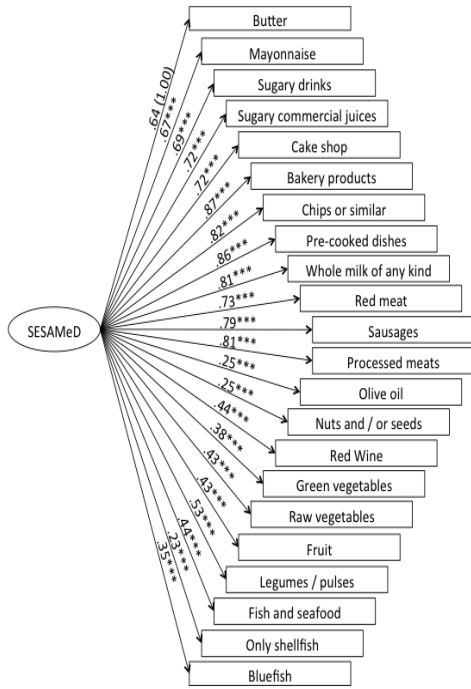 Butter
Mayonnaise
Sugary drinks
Sugary commercial juices
Cake shop
Bakery products
Chips or similar
Pre-cooked dishes
Whole milk of any kind
Red meat
Sausages
Processed meats
Olive oil
Nuts and / or seeds
Red Wine
Green vegetables
Raw vegetables
Fruit
Legumes / pulses
Fish and seafood
Only shellfish
Bluefish
SESAMeD
.64 (1.00)
.67***
.69***
.72***
.72***
.87***
.82***
.86***
.81***
.73***
.79***
.81***
.25***
.25***
.44***
.38***
.43***
.43***
.53***
.44***
.23***
.35***